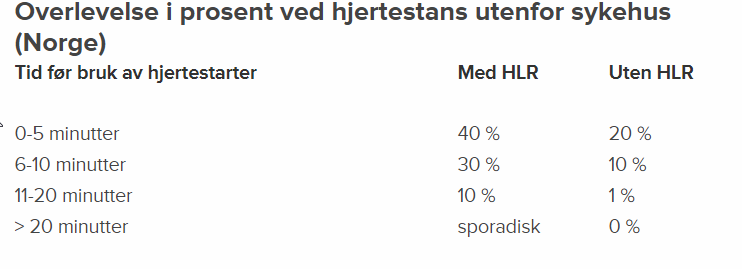 Overlevelse i prosent ved hjertestans utenfor sykehus
(Norge)
Tid før bruk av hjertestarter Med HLR Uten HLR
0-5 minutter 40 % 20 %
6-10 minutter 30 % 10 %
11-20 minutter 10 % 1 %
> 20 minutter sporadisk 0 %